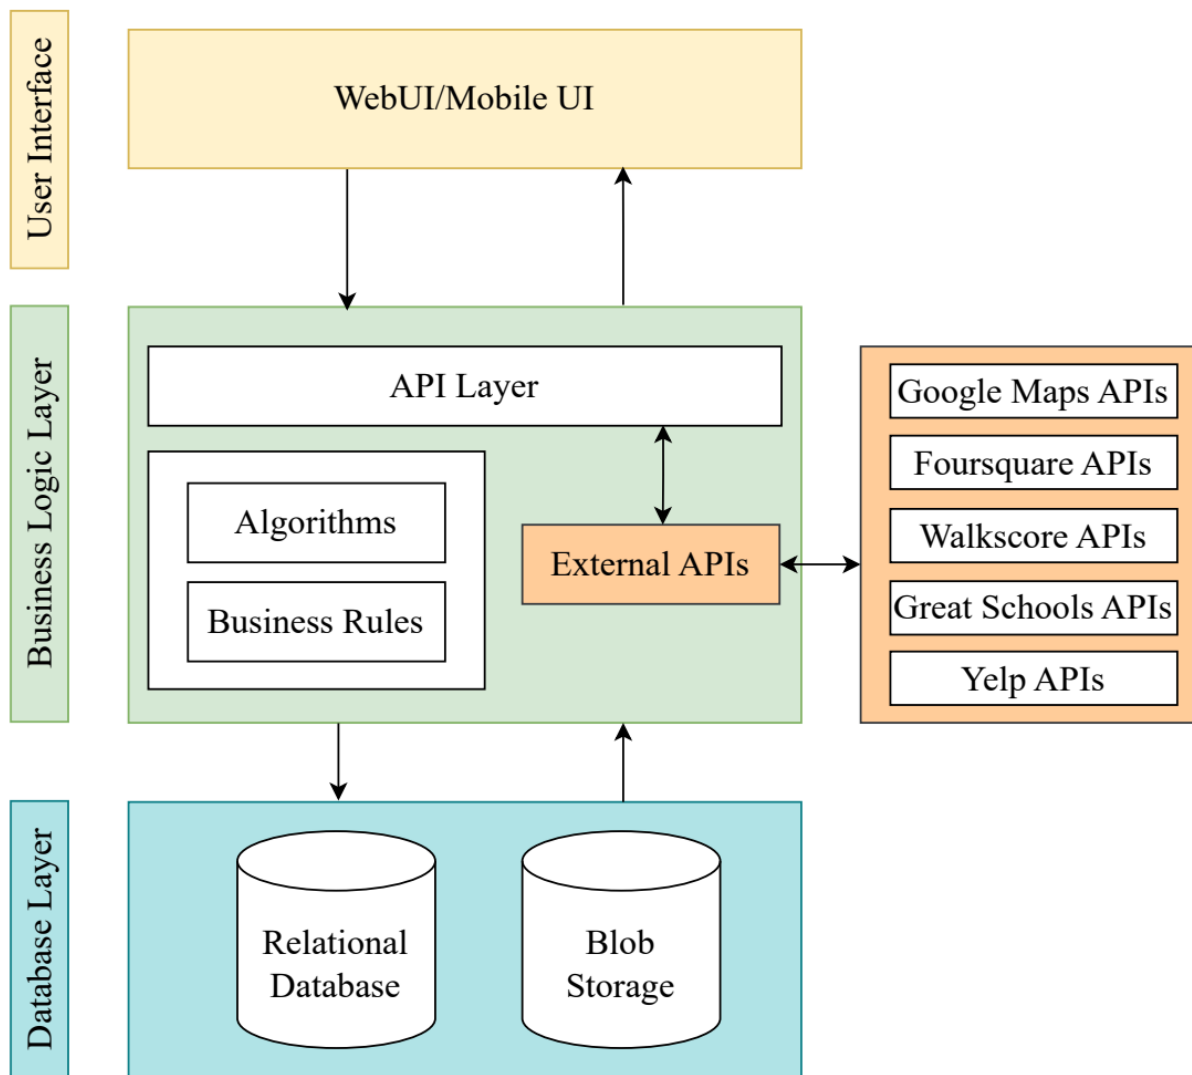 User Interface
WebUI/Mobile UI
Business Logic Layer
API Layer
Algorithms
Business Rules
External APIs
Google Maps APIs
Foursquare APIs
Walkscore APIs
Great Schools APIs
Yelp APIs
Database Layer
Relational
Database
Blob
Storage